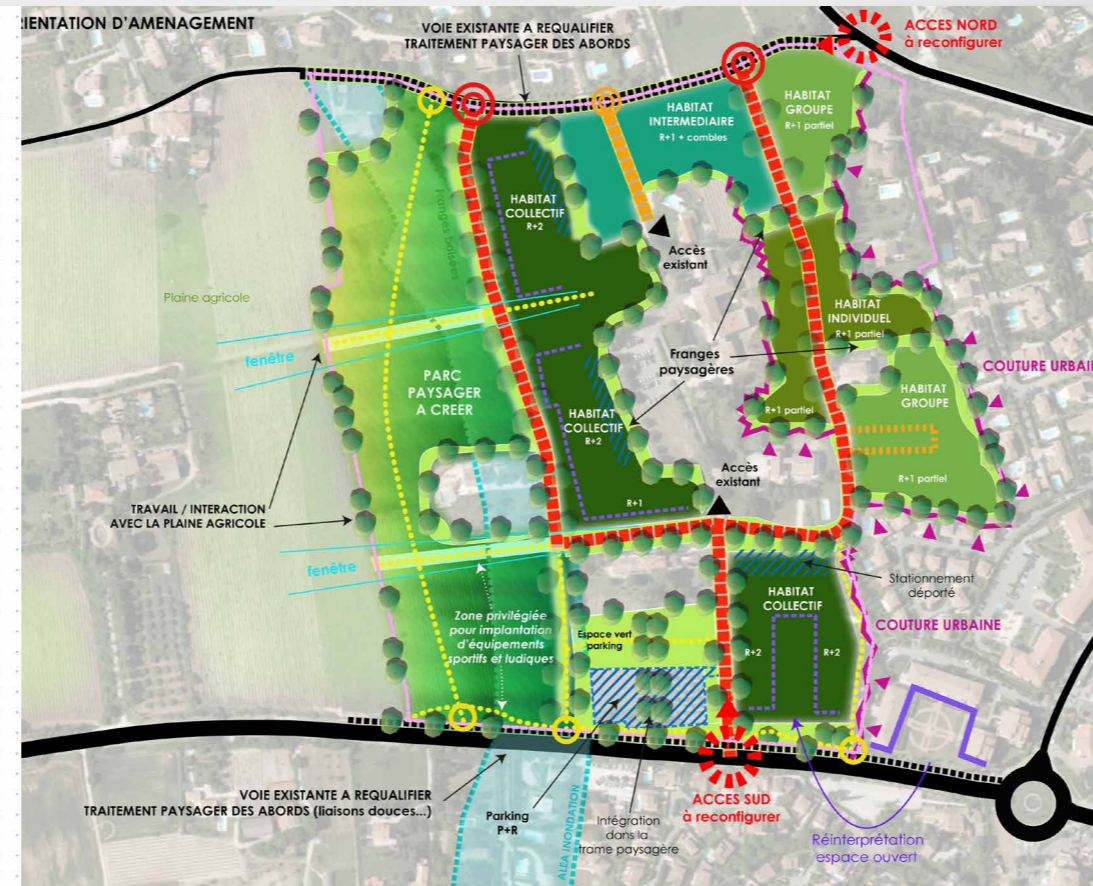 RIENTATION D'AMENAGEMENT
VOIE EXISTANTE A REQUALIFIER
TRAITEMENT PAYSAGER DES ABORDS
ACCES NORD
à reconfigurer
HABITAT
GROUPE
R+1 partiel
HABITAT
INTERMEDIAIRE
R+1 + combles
HABITAT
COLLECTIF
R+2
Franges boisées
Accès
existant
Plaine agricole
fenêtre
HABITAT
INDIVIDUEL
R+1 partiel
Franges
paysagères
COUTURE URBAIN
PARC
PAYSAGER
A CREER
HABITAT
GROUPE
R+1 partiel
HABITAT
COLLECTIF
R+2
R+1 partiel
Accès
existant
R+1
TRAVAIL / INTERACTION
AVEC LA PLAINE AGRICOLE
fenêtre
Stationnement
déporté
HABITAT
COLLECTIF
Zone privilégiée
pour implantation
d'équipements
sportifs et ludiques
Espace vert
parking
COUTURE URBAINE
R+2
R+2
VOIE EXISTANTE A REQUALIFIER
TRAITEMENT PAYSAGER DES ABORDS (liaisons douces...)
Parking
P+R
ALEA INONDATION
Intégration
dans la
trame paysagère
ACCES SUD
à reconfigurer
Réinterprétation
espace ouvert